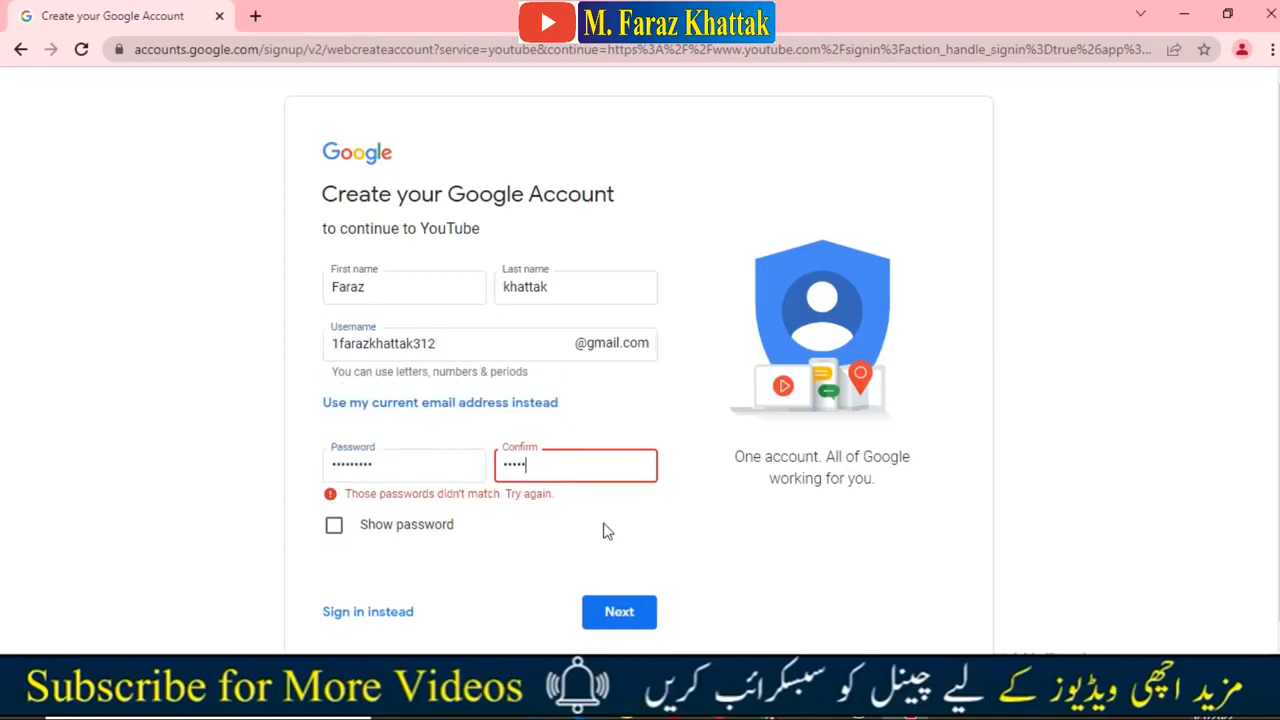 Create your Google Account
M. Faraz Khattak
accounts.google.com/signup/v2/webcreateaccount?service=youtube&continue=https%3A%2F%2Fwww.youtube.com%2Fsignin%3Faction_handle_signin%3Dtrue%26app%3...
Google
Create your Google Account
to continue to YouTube
First name
Last name
Faraz
khattak
Username
1farazkhattak312
@gmail.com
You can use letters, numbers & periods
Use my current email address instead
Password
Confirm
•••••••••
•••••
Those passwords didn't match. Try again.
Show password
One account. All of Google
working for you.
Sign in instead
Next
Subscribe for More Videos
مزید اچھی ویڈیوز کے لیے چینل کو سبسکرائب کریں